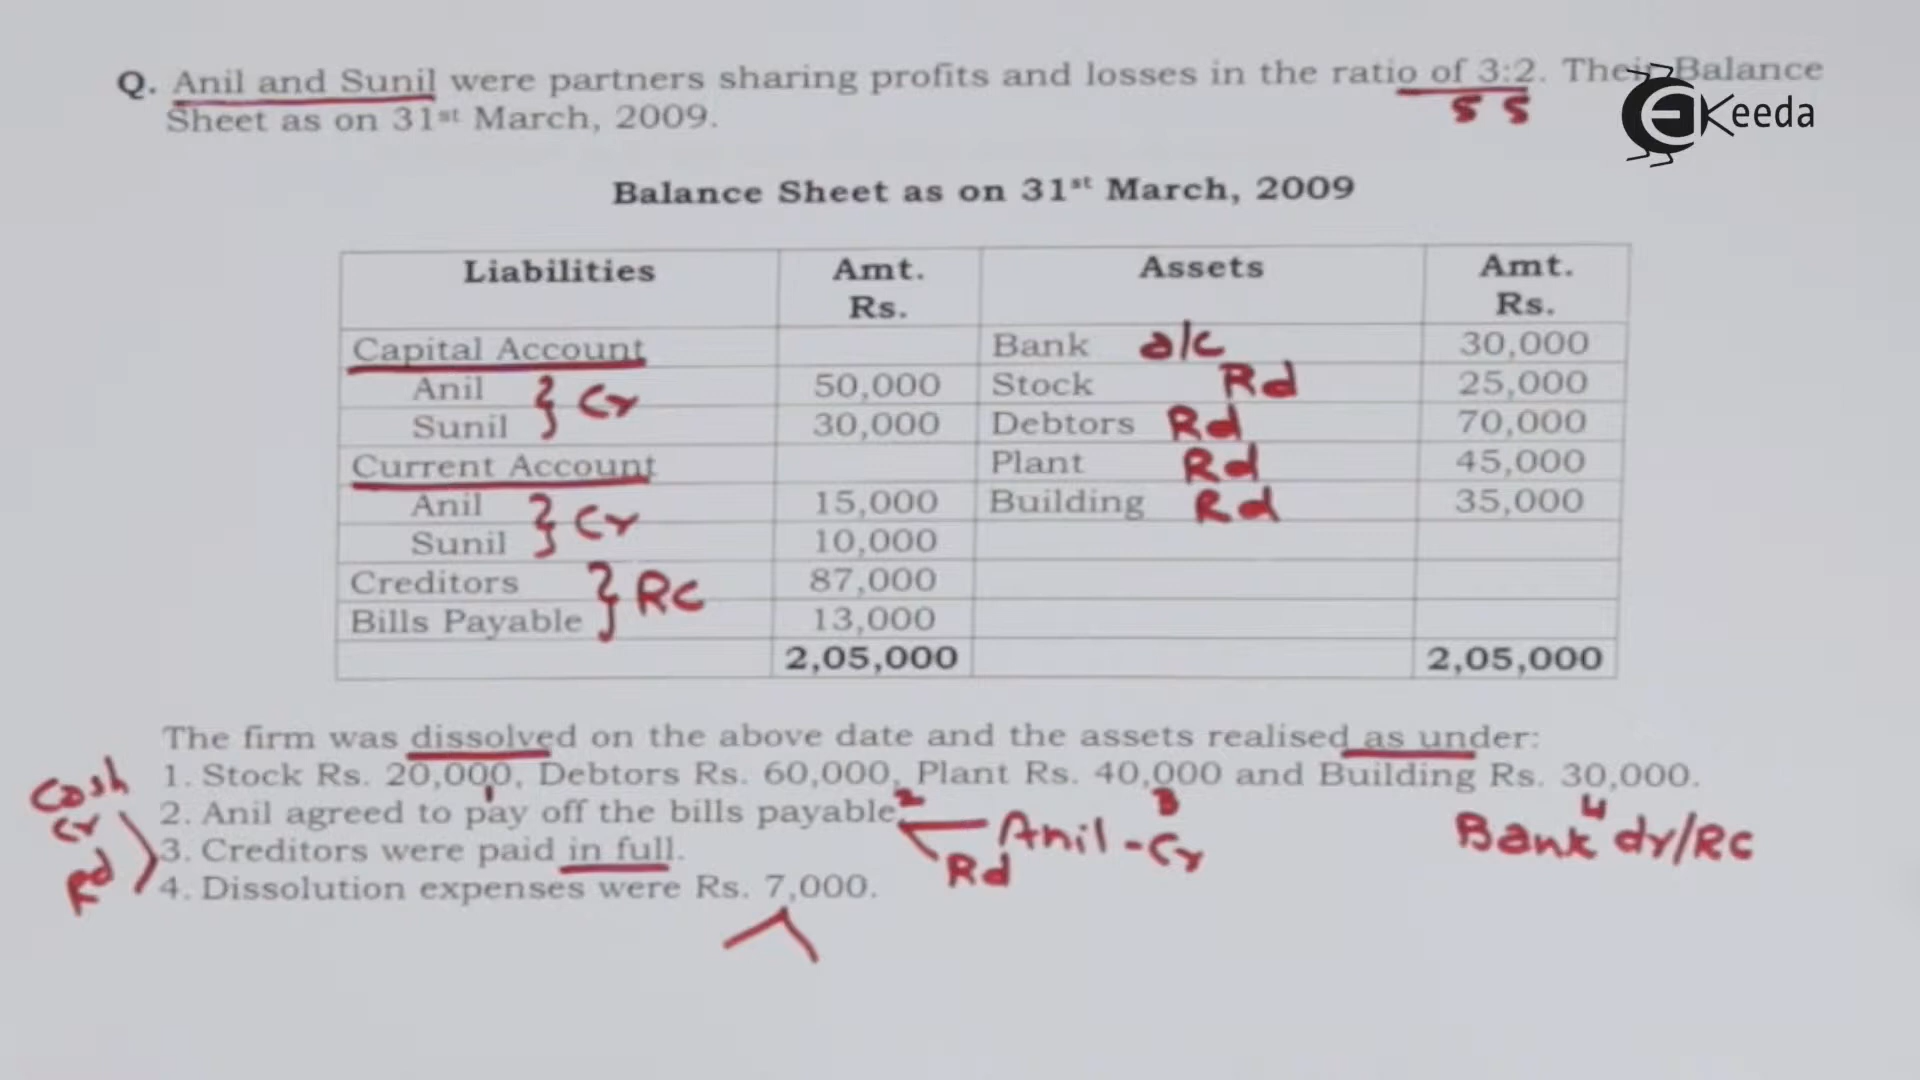 Q. Anil and Sunil were partners sharing profits and losses in the ratio of 3:2. Their Balance
5 5
Sheet as on 31st March, 2009.
Keeda
Balance Sheet as on 31st March, 2009
Liabilities Amt. Rs. Assets Amt. Rs.
Capital Account Bank a/c 30,000
Anil 50,000 Stock Rd 25,000
} Cr
Sunil 30,000 Debtors Rd 70,000
Current Account Plant Rd 45,000
Anil 15,000 Building Rd 35,000
} Cr
Sunil 10,000
Creditors 87,000
} RC
Bills Payable 13,000
2,05,000 2,05,000
The firm was dissolved on the above date and the assets realised as under:
1. Stock Rs. 20,000, Debtors Rs. 60,000, Plant Rs. 40,000 and Building Rs. 30,000.
1 2 3 4
2. Anil agreed to pay off the bills payable.
Anil - Cr
Rd
Bank dr/RC
3. Creditors were paid in full.
4. Dissolution expenses were Rs. 7,000.
Cash
Cr
Rd